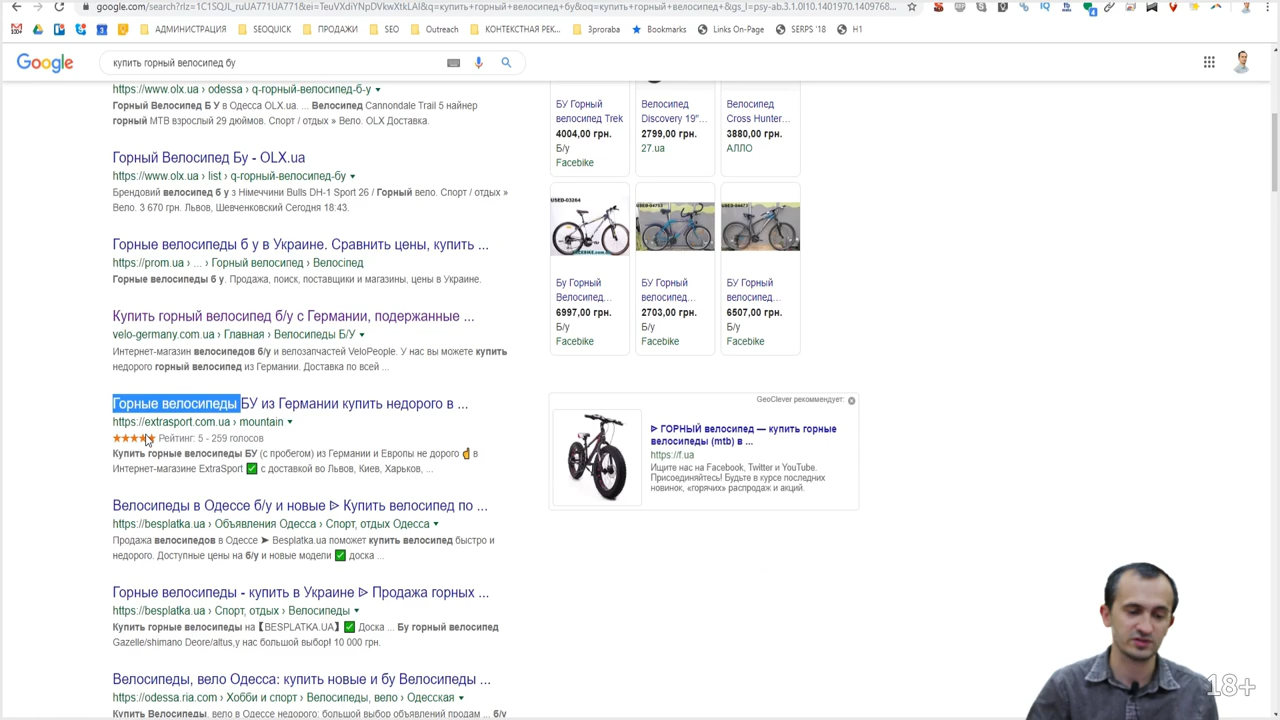 google.com/search?rlz=1C1SQJL_ruUA771UA771&ei=TeuVXdiYNpDVkwXtkLAI&q=купить+горный+велосипед+бу&oq=купить+горный+велосипед+&gs_l=psy-ab.3.1.0l10.1401970.1409768...
АДМИНИСТРАЦИЯ
SEOQUICK
ПРОДАЖИ
SEO
Outreach
КОНТЕКСТНАЯ РЕК...
3proraba
Bookmarks
Links On-Page
SERPS '18
H1
Google
купить горный велосипед бу
https://www.olx.ua › odessa › q-горный-велосипед-б-у
Горный Велосипед Б У в Одесса OLX.ua. ... Велосипед Cannondale Trail 5 найнер
горный МТВ взрослый 29 дюймов. Спорт / отдых » Вело. OLX Доставка.
Горный Велосипед Бу - OLX.ua
https://www.olx.ua › list › q-горный-велосипед-бу
Брендовий велосипед б у з Німеччини Bulls DH-1 Sport 26 / Горный вело. Спорт / отдых »
Вело. 3 670 грн. Львов, Шевченковский Сегодня 18:43.
Горные велосипеды б у в Украине. Сравнить цены, купить ...
https://prom.ua › ... › Горный велосипед › Велосіпед
Горные велосипеды б у. Продажа, поиск, поставщики и магазины, цены в Украине.
Купить горный велосипед б/у с Германии, подержанные ...
velo-germany.com.ua › Главная › Велосипеды Б/У
Интернет-магазин велосипедов б/у и велозапчастей VeloPeople. У нас вы можете купить
недорого горный велосипед из Германии. Доставка по всей ...
Горные велосипеды БУ из Германии купить недорого в ...
https://extrasport.com.ua › mountain
Рейтинг: 5 - 259 голосов
Купить горные велосипеды БУ (с пробегом) из Германии и Европы не дорого ☝ в
Интернет-магазине ExtraSport ✅ с доставкой во Львов, Киев, Харьков, ...
Велосипеды в Одессе б/у и новые ᐈ Купить велосипед по ...
https://besplatka.ua › Объявления Одесса › Спорт, отдых Одесса
Продажа велосипедов в Одессе ➤ Besplatka.ua поможет купить велосипед быстро и
недорого. Доступные цены на б/у и новые модели ✅ доска ...
Горные велосипеды - купить в Украине ᐈ Продажа горных ...
https://besplatka.ua › Спорт, отдых › Велосипеды
Купить горные велосипеды на 【BESPLATKA.UA】 ✅ Доска ... Бу горный велосипед
Gazelle/shimano Deore/altus,у нас большой выбор! 10 000 грн.
Велосипеды, вело Одесса: купить новые и бу Велосипеды ...
https://odessa.ria.com › Хобби и спорт › Велосипеды, вело › Одесская
Купить Велосипеды, вело в Одессе недорого: большой выбор объявлений продам ... б/у
БУ Горный
велосипед Trek
4004,00 грн.
Б/у
Facebike
Велосипед
Discovery 19"...
2799,00 грн.
27.ua
Велосипед
Cross Hunter...
3880,00 грн.
АЛЛО
USED-03264
Бу Горный
Велосипед...
6997,00 грн.
Б/у
Facebike
БУ Горный
велосипед...
2703,00 грн.
Б/у
Facebike
БУ Горный
велосипед...
6507,00 грн.
Б/у
Facebike
GeoClever рекомендует:
ᐈ ГОРНЫЙ велосипед — купить горные
велосипеды (mtb) в ...
https://f.ua
Ищите нас на Facebook, Twitter и YouTube.
Присоединяйтесь! Будьте в курсе последних
новинок, «горячих» распродаж и акций.
18+